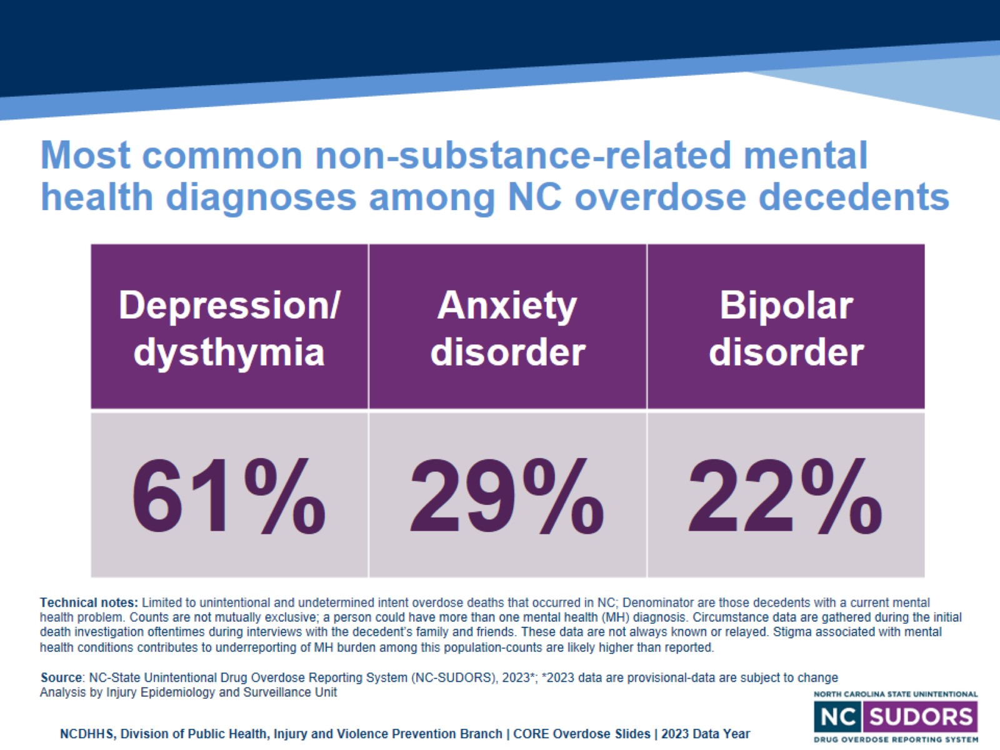 Most common non-substance-related mental
health diagnoses among NC overdose decedents
Depression/
dysthymia
Anxiety
disorder
Bipolar
disorder
61%
29%
22%
Technical notes: Limited to unintentional and undetermined intent overdose deaths that occurred in NC; Denominator are those decedents with a current mental
health problem. Counts are not mutually exclusive; a person could have more than one mental health (MH) diagnosis. Circumstance data are gathered during the initial
death investigation oftentimes during interviews with the decedent's family and friends. These data are not always known or relayed. Stigma associated with mental
health conditions contributes to underreporting of MH burden among this population-counts are likely higher than reported.
Source: NC-State Unintentional Drug Overdose Reporting System (NC-SUDORS), 2023*; *2023 data are provisional-data are subject to change
Analysis by Injury Epidemiology and Surveillance Unit
NORTH CAROLINA STATE UNINTENTIONAL
NC SUDORS
DRUG OVERDOSE REPORTING SYSTEM
NCDHHS, Division of Public Health, Injury and Violence Prevention Branch | CORE Overdose Slides | 2023 Data Year